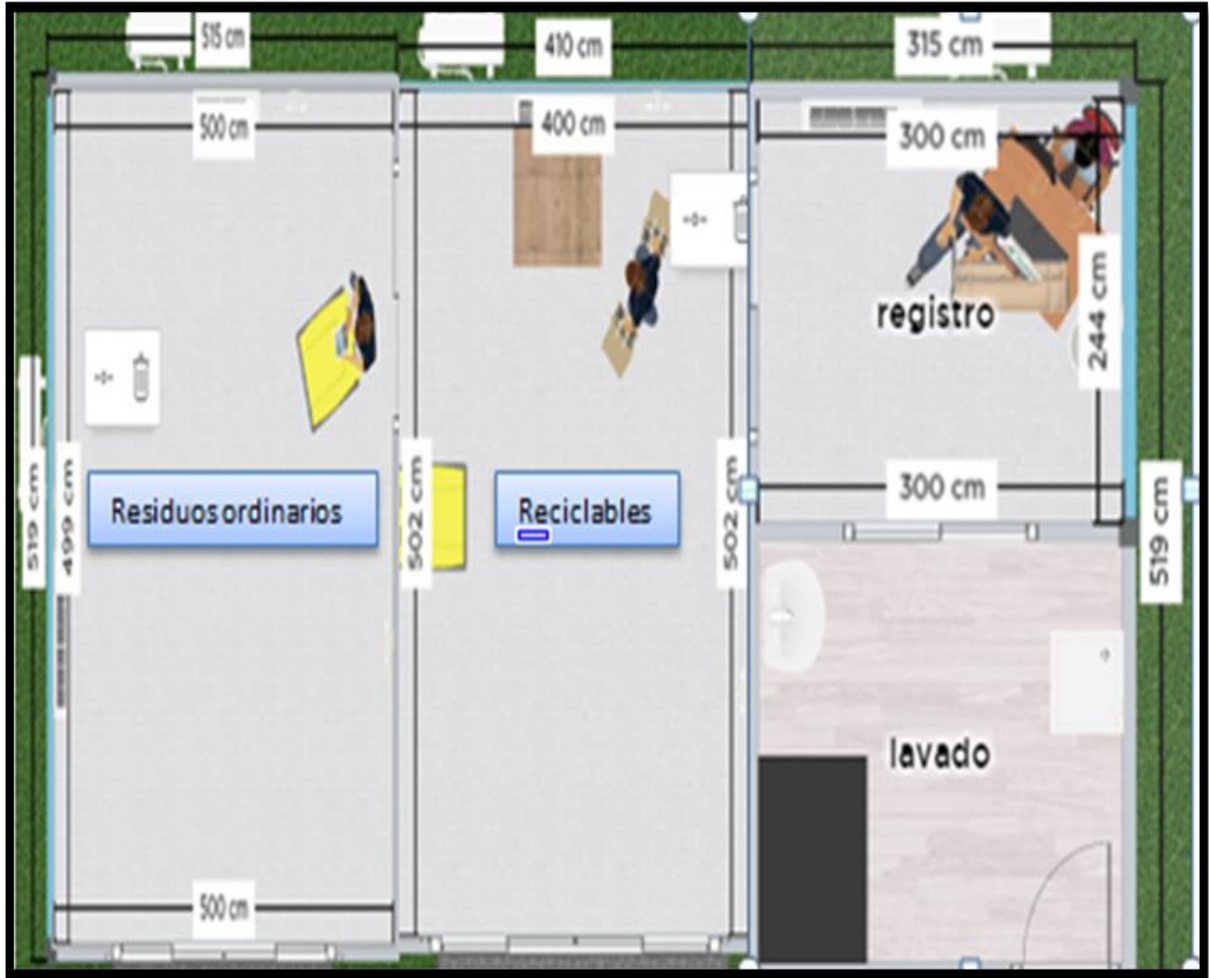 515 cm
410 cm
315 cm
500 cm
400 cm
300 cm
registro
244 cm
519 cm
499 cm
Residuos ordinarios
502 cm
Reciclables
502 cm
300 cm
519 cm
lavado
500 cm